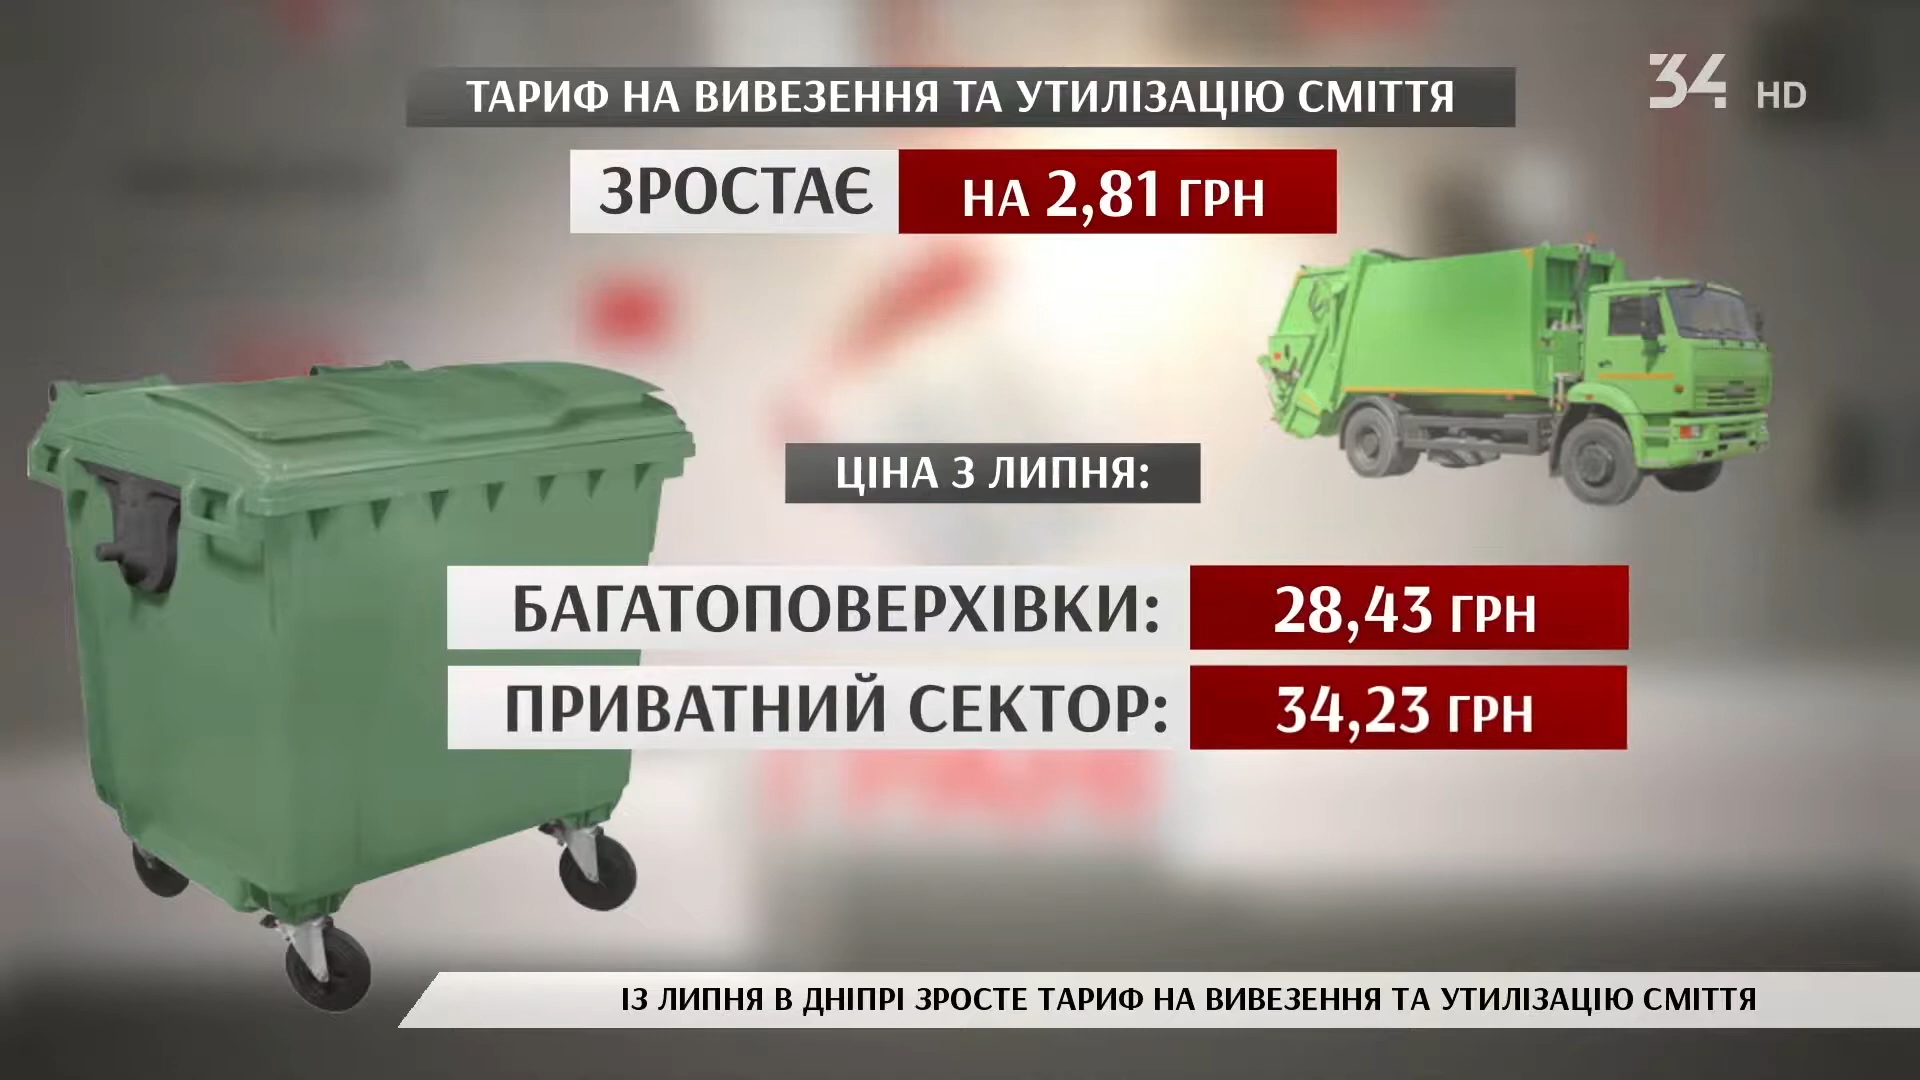 ТАРИФ НА ВИВЕЗЕННЯ ТА УТИЛІЗАЦІЮ СМІТТЯ
34 HD
ЗРОСТАЄ НА 2,81 ГРН
ЦІНА З ЛИПНЯ:
БАГАТОПОВЕРХІВКИ: 28,43 ГРН
ПРИВАТНИЙ СЕКТОР: 34,23 ГРН
ІЗ ЛИПНЯ В ДНІПРІ ЗРОСТЕ ТАРИФ НА ВИВЕЗЕННЯ ТА УТИЛІЗАЦІЮ СМІТТЯ